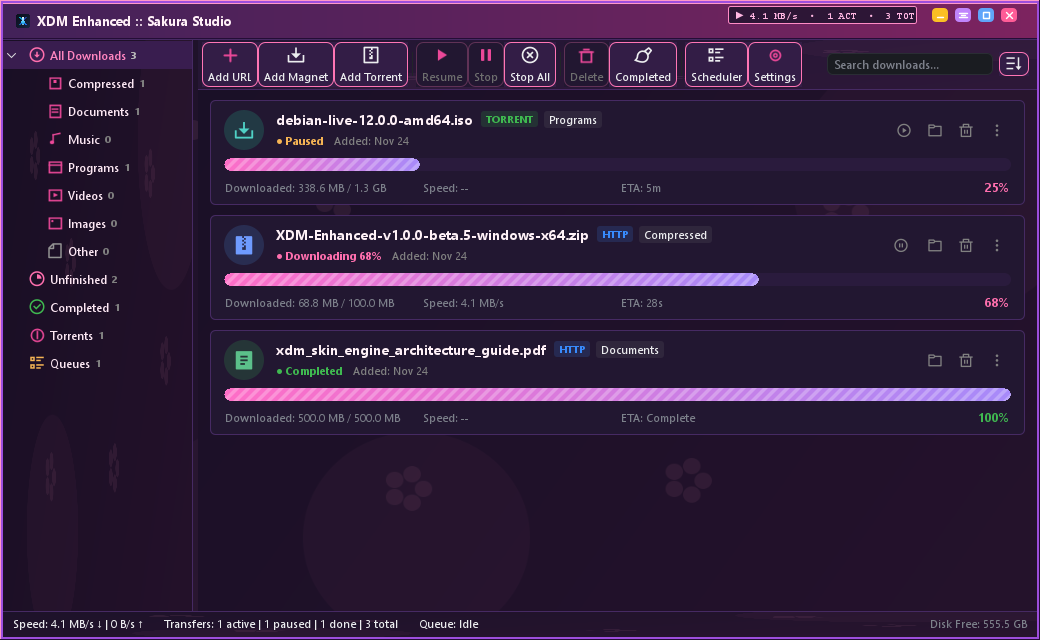 XDM Enhanced :: Sakura Studio
▶ 4.1 MB/s · 1 ACT · 3 TOT
All Downloads 3
Compressed 1
Documents 1
Music 0
Programs 1
Videos 0
Images 0
Other 0
Unfinished 2
Completed 1
Torrents 1
Queues 1
Add URL Add Magnet Add Torrent Resume Stop Stop All Delete Completed Scheduler Settings
Search downloads...
debian-live-12.0.0-amd64.iso TORRENT Programs
● Paused Added: Nov 24
Downloaded: 338.6 MB / 1.3 GB Speed: -- ETA: 5m 25%
XDM-Enhanced-v1.0.0-beta.5-windows-x64.zip HTTP Compressed
● Downloading 68% Added: Nov 24
Downloaded: 68.8 MB / 100.0 MB Speed: 4.1 MB/s ETA: 28s 68%
xdm_skin_engine_architecture_guide.pdf HTTP Documents
● Completed Added: Nov 24
Downloaded: 500.0 MB / 500.0 MB Speed: -- ETA: Complete 100%
Speed: 4.1 MB/s ↓ | 0 B/s ↑ Transfers: 1 active | 1 paused | 1 done | 3 total Queue: Idle Disk Free: 555.5 GB